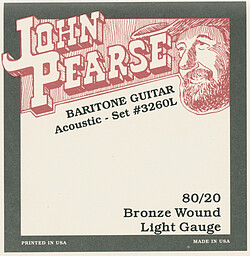 JOHN
PEARSE
BARITONE GUITAR
Acoustic - Set #3260L
80/20
Bronze Wound
Light Gauge
PRINTED IN USA
MADE IN USA